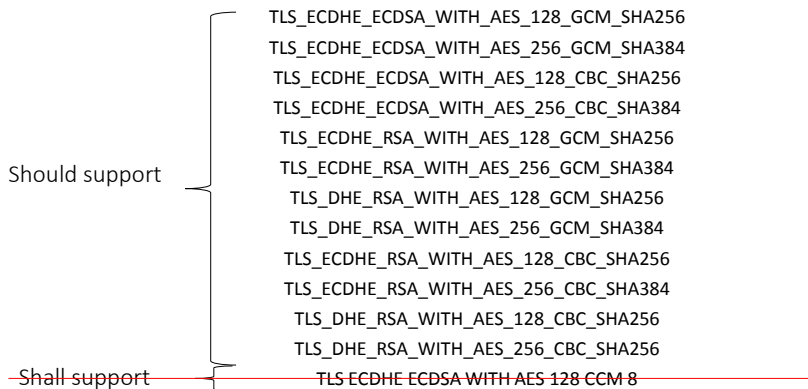 TLS_ECDHE_ECDSA_WITH_AES_128_GCM_SHA256
TLS_ECDHE_ECDSA_WITH_AES_256_GCM_SHA384
TLS_ECDHE_ECDSA_WITH_AES_128_CBC_SHA256
TLS_ECDHE_ECDSA_WITH_AES_256_CBC_SHA384
TLS_ECDHE_RSA_WITH_AES_128_GCM_SHA256
TLS_ECDHE_RSA_WITH_AES_256_GCM_SHA384
Should support
TLS_DHE_RSA_WITH_AES_128_GCM_SHA256
TLS_DHE_RSA_WITH_AES_256_GCM_SHA384
TLS_ECDHE_RSA_WITH_AES_128_CBC_SHA256
TLS_ECDHE_RSA_WITH_AES_256_CBC_SHA384
TLS_DHE_RSA_WITH_AES_128_CBC_SHA256
TLS_DHE_RSA_WITH_AES_256_CBC_SHA256
Shall support TLS ECDHE ECDSA WITH AES 128 CCM 8